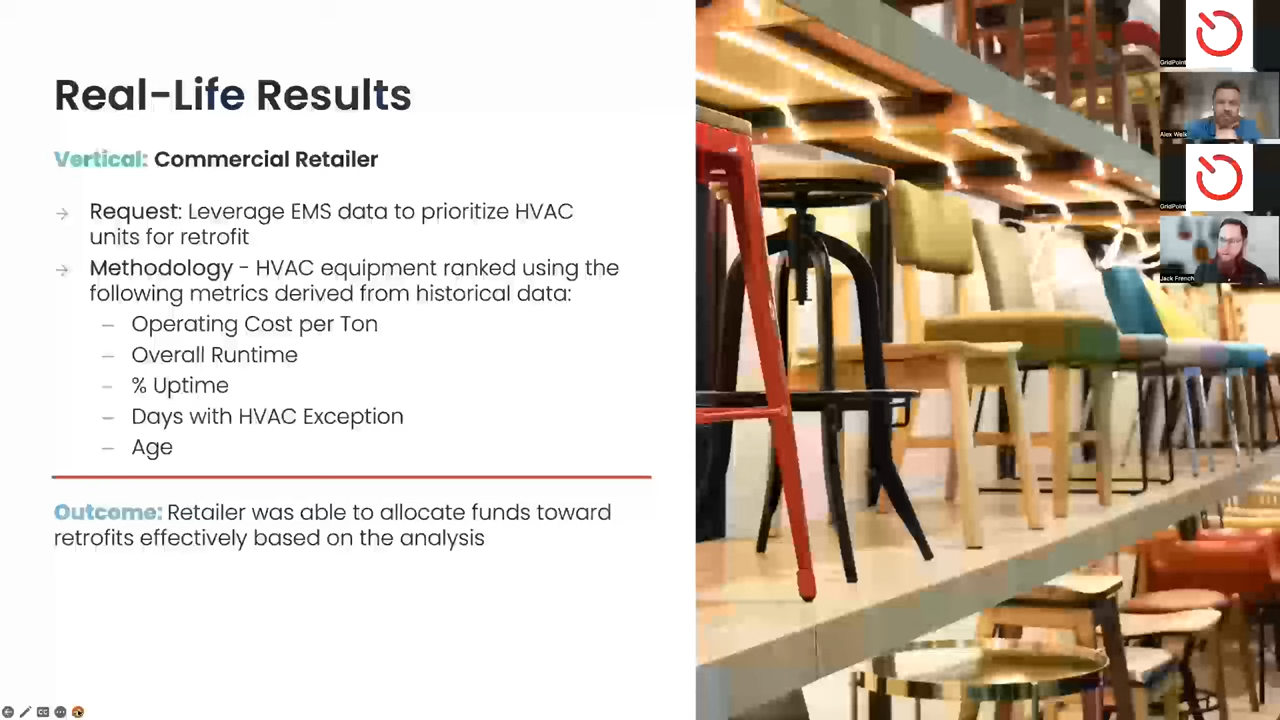 Real-Life Results
Vertical: Commercial Retailer
→ Request: Leverage EMS data to prioritize HVAC
units for retrofit
→ Methodology - HVAC equipment ranked using the
following metrics derived from historical data:
– Operating Cost per Ton
– Overall Runtime
– % Uptime
– Days with HVAC Exception
– Age
Outcome: Retailer was able to allocate funds toward
retrofits effectively based on the analysis
GridPoint
Alex Welk
GridPoint
Jack French
CC